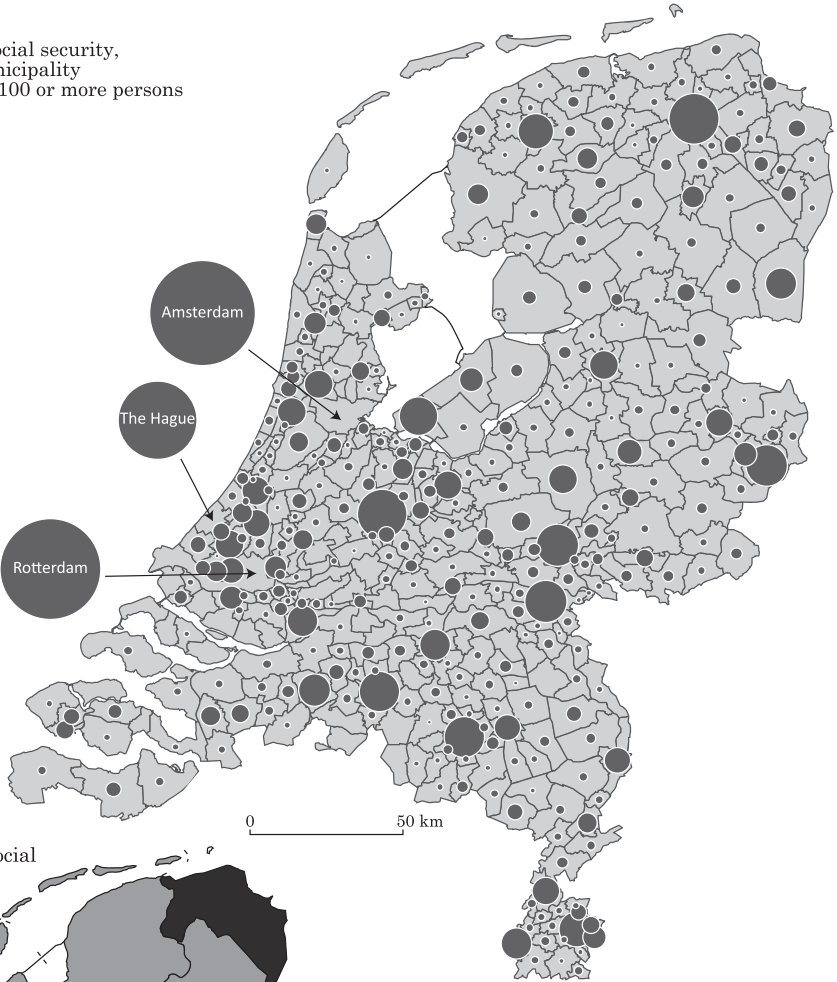 ocial security,
nicipality
100 or more persons
Amsterdam
The Hague
Rotterdam
0 50 km
ocial